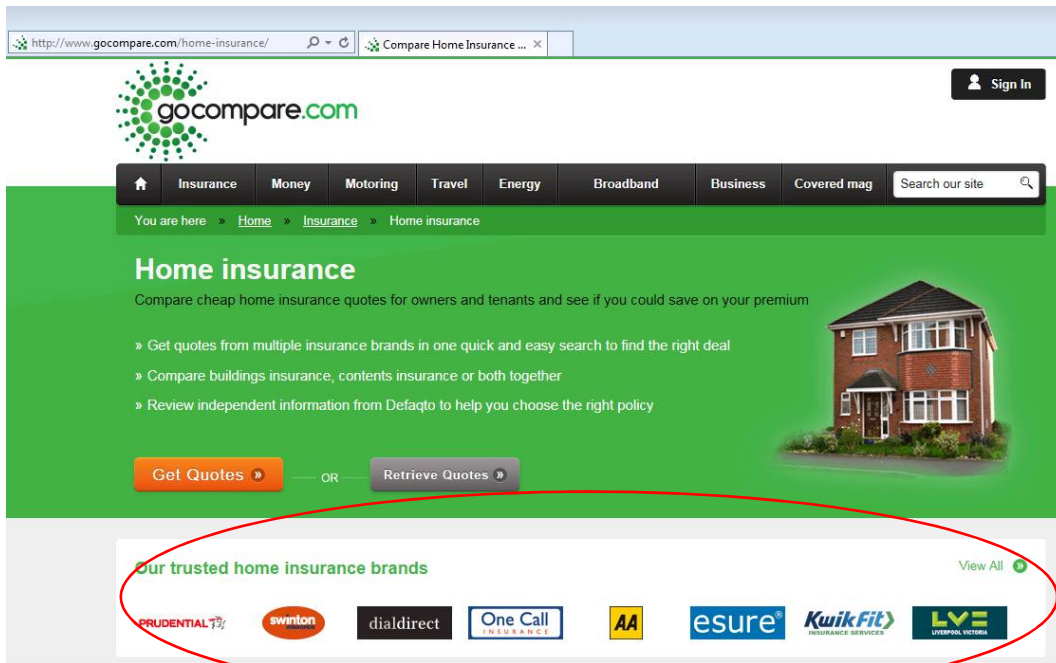 http://www.gocompare.com/home-insurance/
Compare Home Insurance ...
gocompare.com
Sign In
Insurance Money Motoring Travel Energy Broadband Business Covered mag Search our site
You are here » Home » Insurance » Home insurance
Home insurance
Compare cheap home insurance quotes for owners and tenants and see if you could save on your premium
» Get quotes from multiple insurance brands in one quick and easy search to find the right deal
» Compare buildings insurance, contents insurance or both together
» Review independent information from Defaqto to help you choose the right policy
Get Quotes » OR Retrieve Quotes »
Our trusted home insurance brands View All »
PRUDENTIAL swinton insurance dialdirect One Call INSURANCE AA esure® KwikFit INSURANCE SERVICES LV= LIVERPOOL VICTORIA